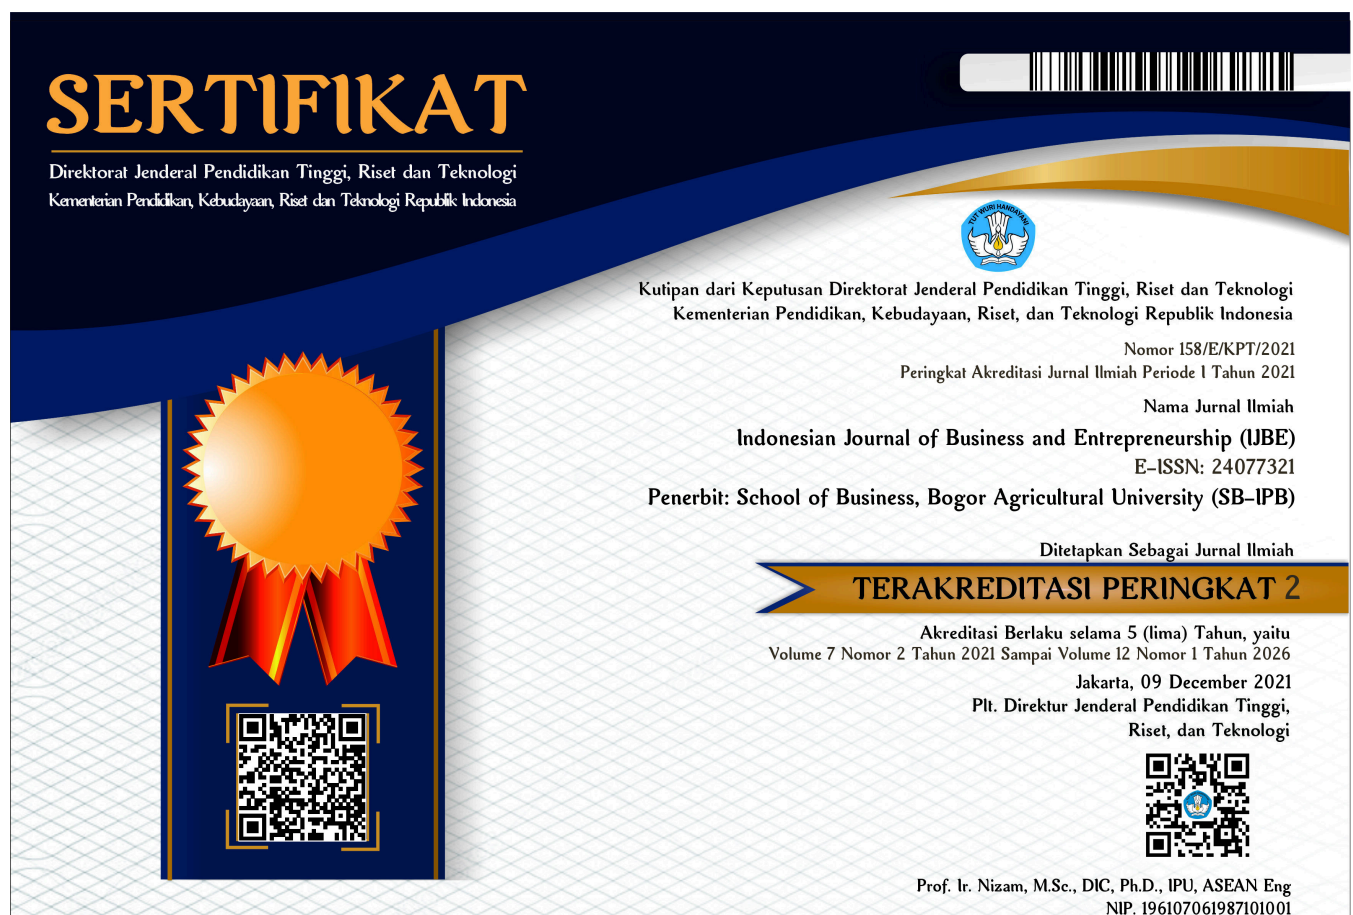 SERTIFIKAT
Direktorat Jenderal Pendidikan Tinggi, Riset dan Teknologi
Kementerian Pendidikan, Kebudayaan, Riset dan Teknologi Republik Indonesia
TUT WURI HANDAYANI
Kutipan dari Keputusan Direktorat Jenderal Pendidikan Tinggi, Riset dan Teknologi
Kementerian Pendidikan, Kebudayaan, Riset, dan Teknologi Republik Indonesia
Nomor 158/E/KPT/2021
Peringkat Akreditasi Jurnal Ilmiah Periode I Tahun 2021
Nama Jurnal Ilmiah
Indonesian Journal of Business and Entrepreneurship (IJBE)
E-ISSN: 24077321
Penerbit: School of Business, Bogor Agricultural University (SB-IPB)
Ditetapkan Sebagai Jurnal Ilmiah
TERAKREDITASI PERINGKAT 2
Akreditasi Berlaku selama 5 (lima) Tahun, yaitu
Volume 7 Nomor 2 Tahun 2021 Sampai Volume 12 Nomor 1 Tahun 2026
Jakarta, 09 December 2021
Plt. Direktur Jenderal Pendidikan Tinggi,
Riset, dan Teknologi
Prof. Ir. Nizam, M.Sc., DIC, Ph.D., IPU, ASEAN Eng
NIP. 196107061987101001